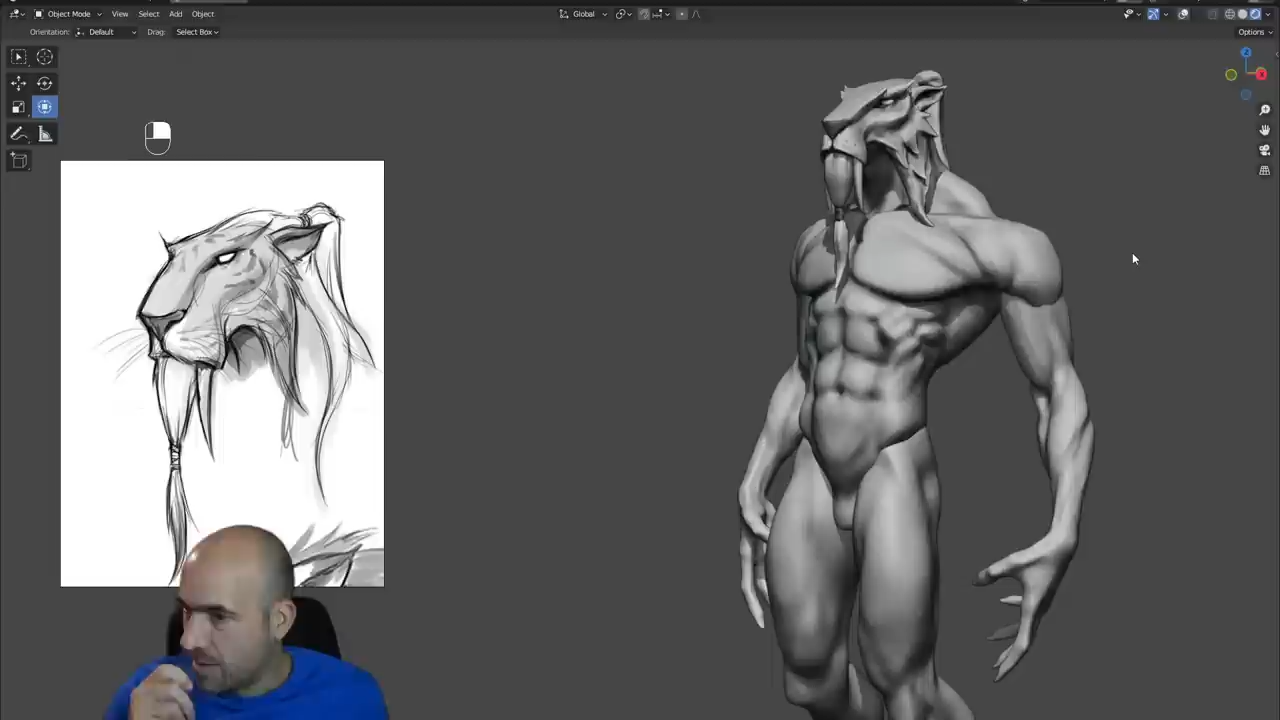 Object Mode View Select Add Object Global
Orientation: Default Drag: Select Box Options
Z
X